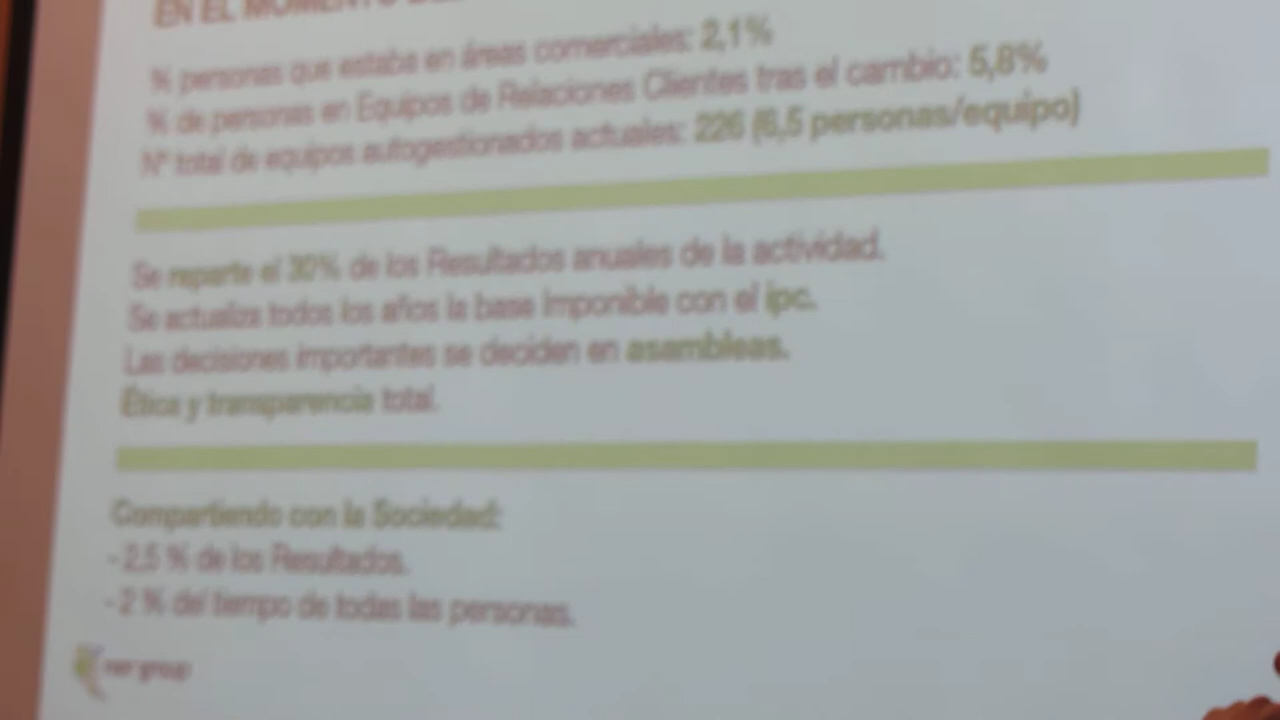 EN EL MOMENTO
% personas que estaba en áreas comerciales: 2,1%
% de personas en Equipos de Relaciones Clientes tras el cambio: 5,8%
Nº total de equipos autogestionados actuales: 226 (6,5 personas/equipo)
Se reparte el 30% de los Resultados anuales de la actividad.
Se actualiza todos los años la base imponible con el ipc.
Las decisiones importantes se deciden en asambleas.
Ética y transparencia total.
Compartiendo con la Sociedad:
- 2,5 % de los Resultados.
- 2 % del tiempo de todas las personas.
ner group